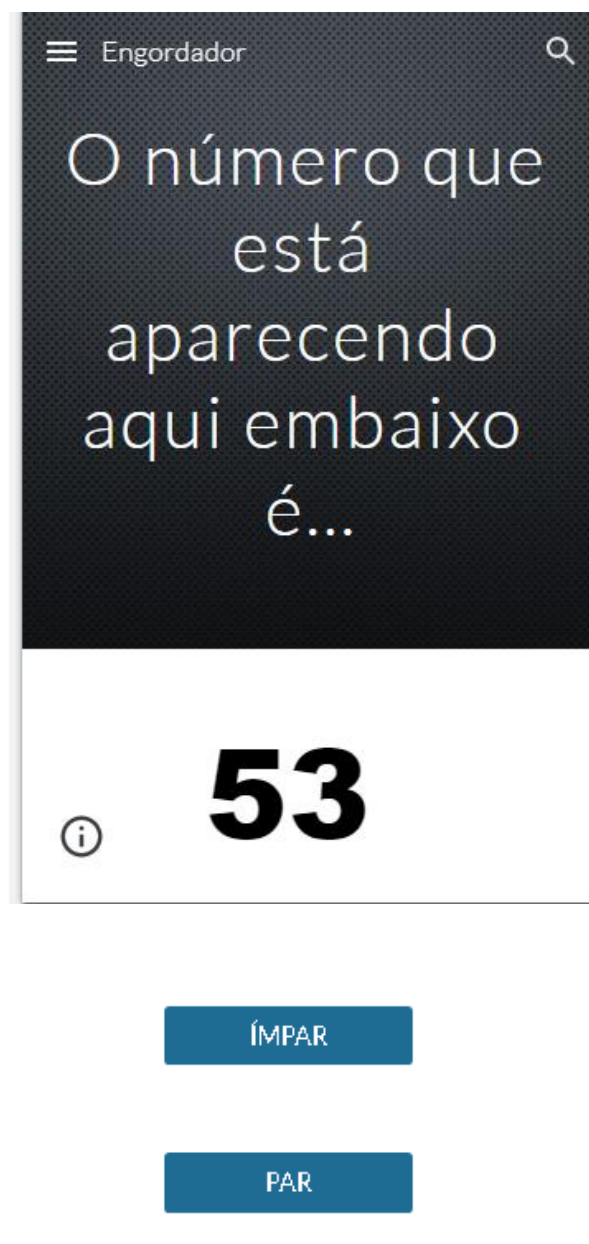 Engordador
O número que
está
aparecendo
aqui embaixo
é...
53
ÍMPAR
PAR